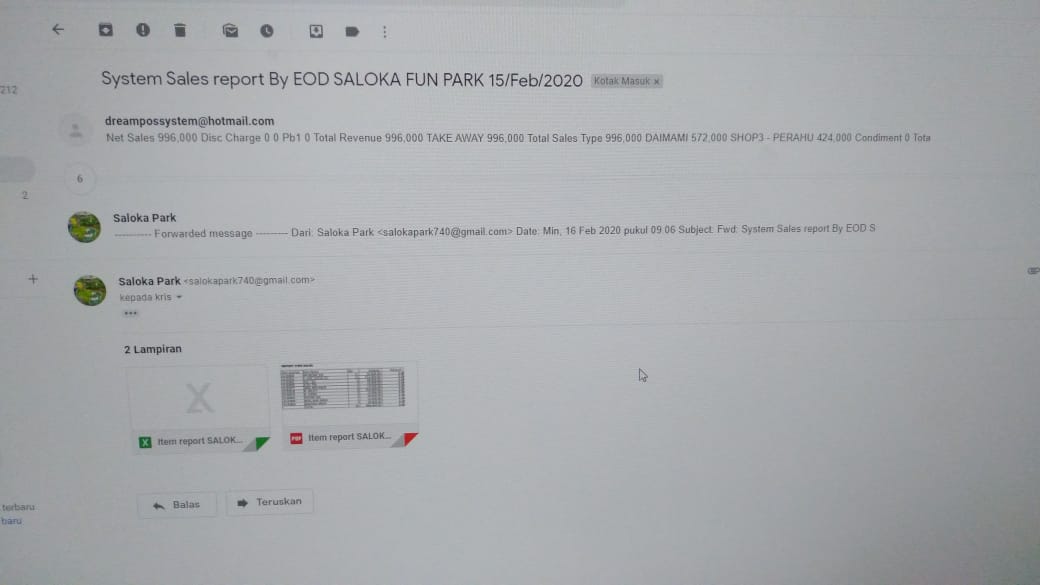 System Sales report By EOD SALOKA FUN PARK 15/Feb/2020 Kotak Masuk ×
212
dreampossystem@hotmail.com
Net Sales 996,000 Disc Charge 0 0 Pb1 0 Total Revenue 996,000 TAKE AWAY 996,000 Total Sales Type 996,000 DAIMAMI 572,000 SHOP3 - PERAHU 424,000 Condiment 0 Tota
6
2
Saloka Park
---------- Forwarded message --------- Dari: Saloka Park <salokapark740@gmail.com> Date: Min, 16 Feb 2020 pukul 09.06 Subject: Fwd: System Sales report By EOD S
Saloka Park <salokapark740@gmail.com>
kepada kris
2 Lampiran
X
X Item report SALOK...
PDF Item report SALOK...
Balas
Teruskan
terbaru
baru